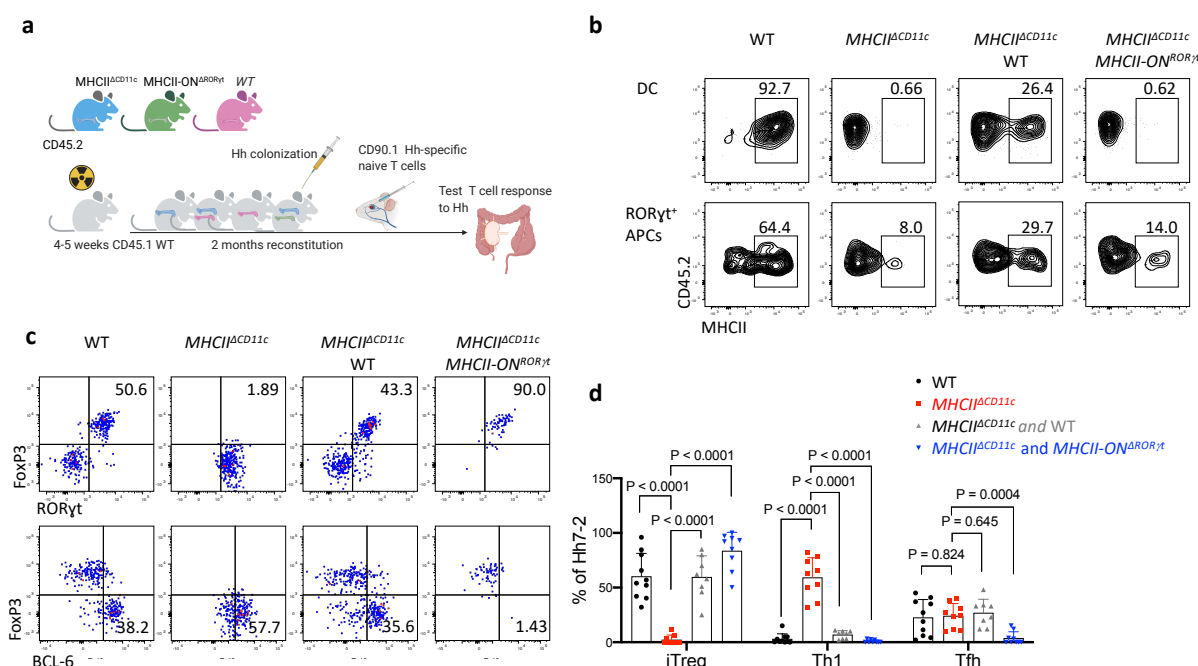 a
MHCII^ΔCD11c MHCII-ON^ΔRORγt WT
CD45.2
Hh colonization
CD90.1 Hh-specific
naive T cells
Test T cell response
to Hh
4-5 weeks CD45.1 WT
2 months reconstitution
b
WT
MHCII^ΔCD11c
MHCII^ΔCD11c
WT
MHCII^ΔCD11c
MHCII-ON^RORγt
DC
92.7
0.66
26.4
0.62
RORγt⁺
APCs
64.4
8.0
29.7
14.0
CD45.2
MHCII
c
WT
MHCII^ΔCD11c
MHCII^ΔCD11c
WT
MHCII^ΔCD11c
MHCII-ON^RORγt
50.6
1.89
43.3
90.0
FoxP3
RORγt
FoxP3
38.2
57.7
35.6
1.43
BCL-6
d
WT
MHCII^ΔCD11c
MHCII^ΔCD11c and WT
MHCII^ΔCD11c and MHCII-ON^ΔRORγt
% of Hh7-2
150
100
50
0
P < 0.0001
P < 0.0001
P < 0.0001
P < 0.0001
P < 0.0001
P < 0.0001
P = 0.0004
P = 0.645
P = 0.824
iTreg
Th1
Tfh